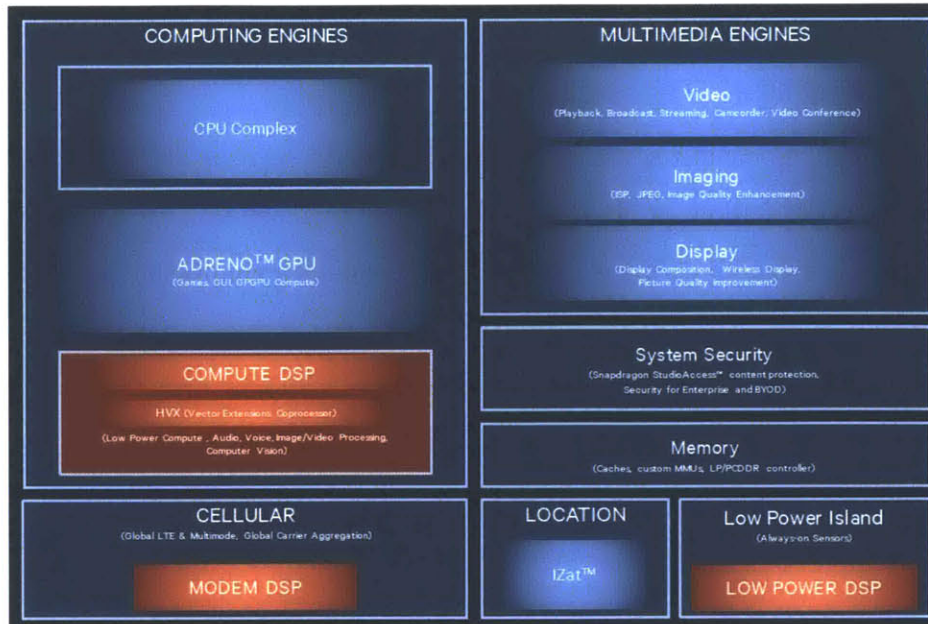 COMPUTING ENGINES
CPU Complex
ADRENO™ GPU
(Games, GUI, GPGPU Compute)
COMPUTE DSP
HVX (Vector Extensions Coprocessor)
(Low Power Compute , Audio, Voice, Image/Video Processing,
Computer Vision)
MULTIMEDIA ENGINES
Video
(Playback, Broadcast, Streaming, Camcorder, Video Conference)
Imaging
(ISP, JPEG, Image Quality Enhancement)
Display
(Display Composition, Wireless Display,
Picture Quality Improvement)
System Security
(Snapdragon StudioAccess™ content protection,
Security for Enterprise and BYOD)
Memory
(Caches, custom MMUs, LP/PCDDR controller)
CELLULAR
(Global LTE & Multimode, Global Carrier Aggregation)
MODEM DSP
LOCATION
IZat™
Low Power Island
(Always-on Sensors)
LOW POWER DSP